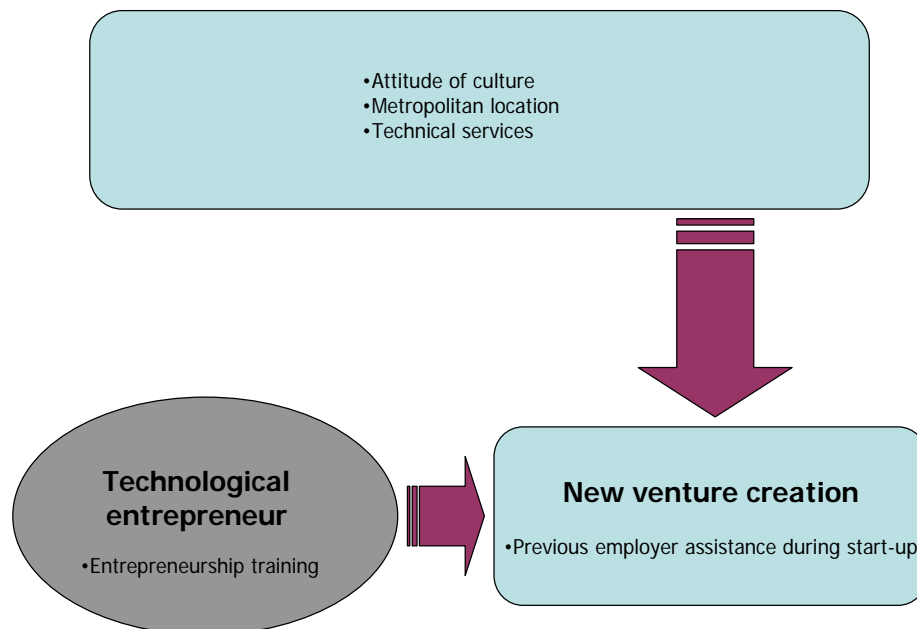 •Attitude of culture
•Metropolitan location
•Technical services
Technological
entrepreneur
•Entrepreneurship training
New venture creation
•Previous employer assistance during start-up